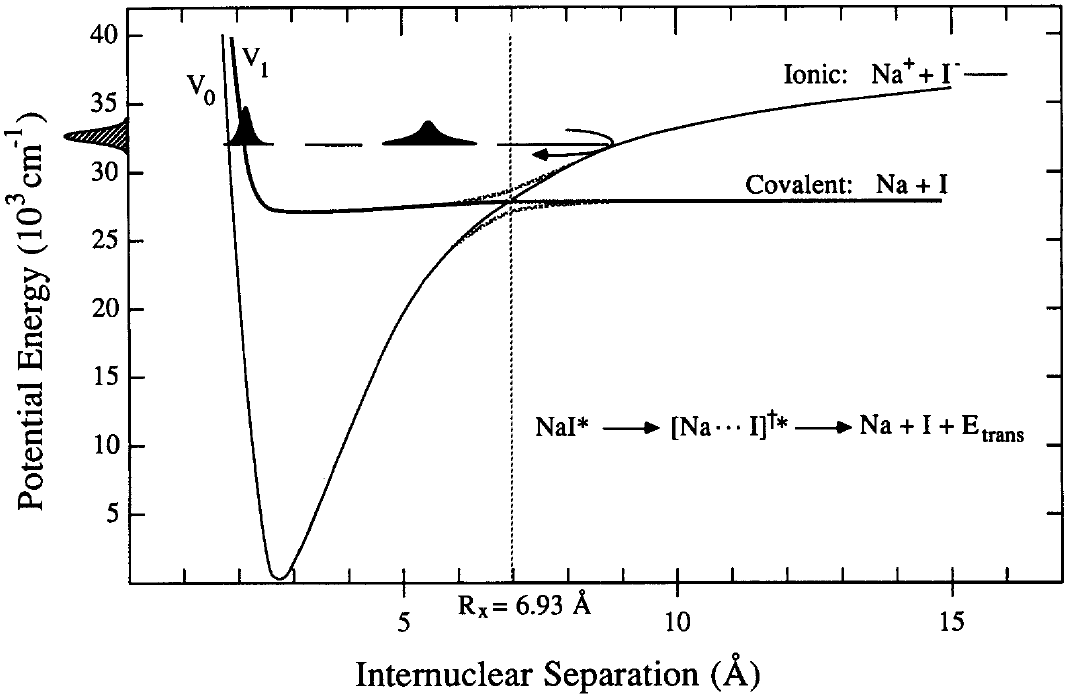 40
35
30
25
20
15
10
5
Potential Energy (10³ cm⁻¹)
V₀
V₁
Ionic: Na⁺ + I⁻
Covalent: Na + I
NaI* ⟶ [Na ··· I]†* ⟶ Na + I + E trans
5
Rₓ = 6.93 Å
10
15
Internuclear Separation (Å)